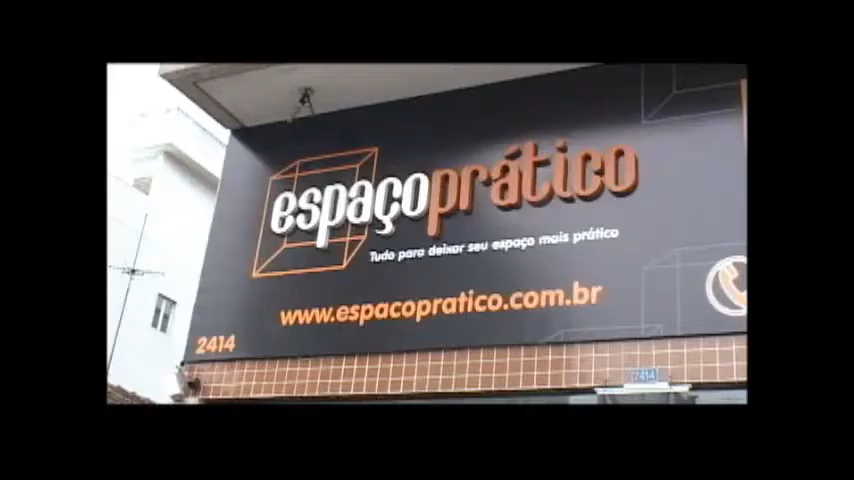 espaçoprático
Tudo para deixar seu espaço mais prático
www.espacopratico.com.br
2414
2414